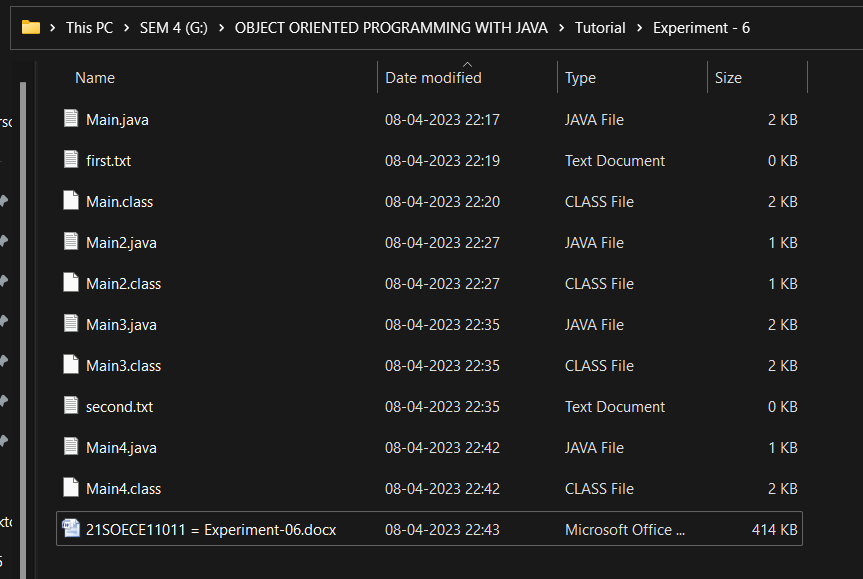 This PC > SEM 4 (G:) > OBJECT ORIENTED PROGRAMMING WITH JAVA > Tutorial > Experiment - 6
Name Date modified Type Size
Main.java 08-04-2023 22:17 JAVA File 2 KB
first.txt 08-04-2023 22:19 Text Document 0 KB
Main.class 08-04-2023 22:20 CLASS File 2 KB
Main2.java 08-04-2023 22:27 JAVA File 1 KB
Main2.class 08-04-2023 22:27 CLASS File 1 KB
Main3.java 08-04-2023 22:35 JAVA File 2 KB
Main3.class 08-04-2023 22:35 CLASS File 2 KB
second.txt 08-04-2023 22:35 Text Document 0 KB
Main4.java 08-04-2023 22:42 JAVA File 1 KB
Main4.class 08-04-2023 22:42 CLASS File 2 KB
21SOECE11011 = Experiment-06.docx 08-04-2023 22:43 Microsoft Office ... 414 KB